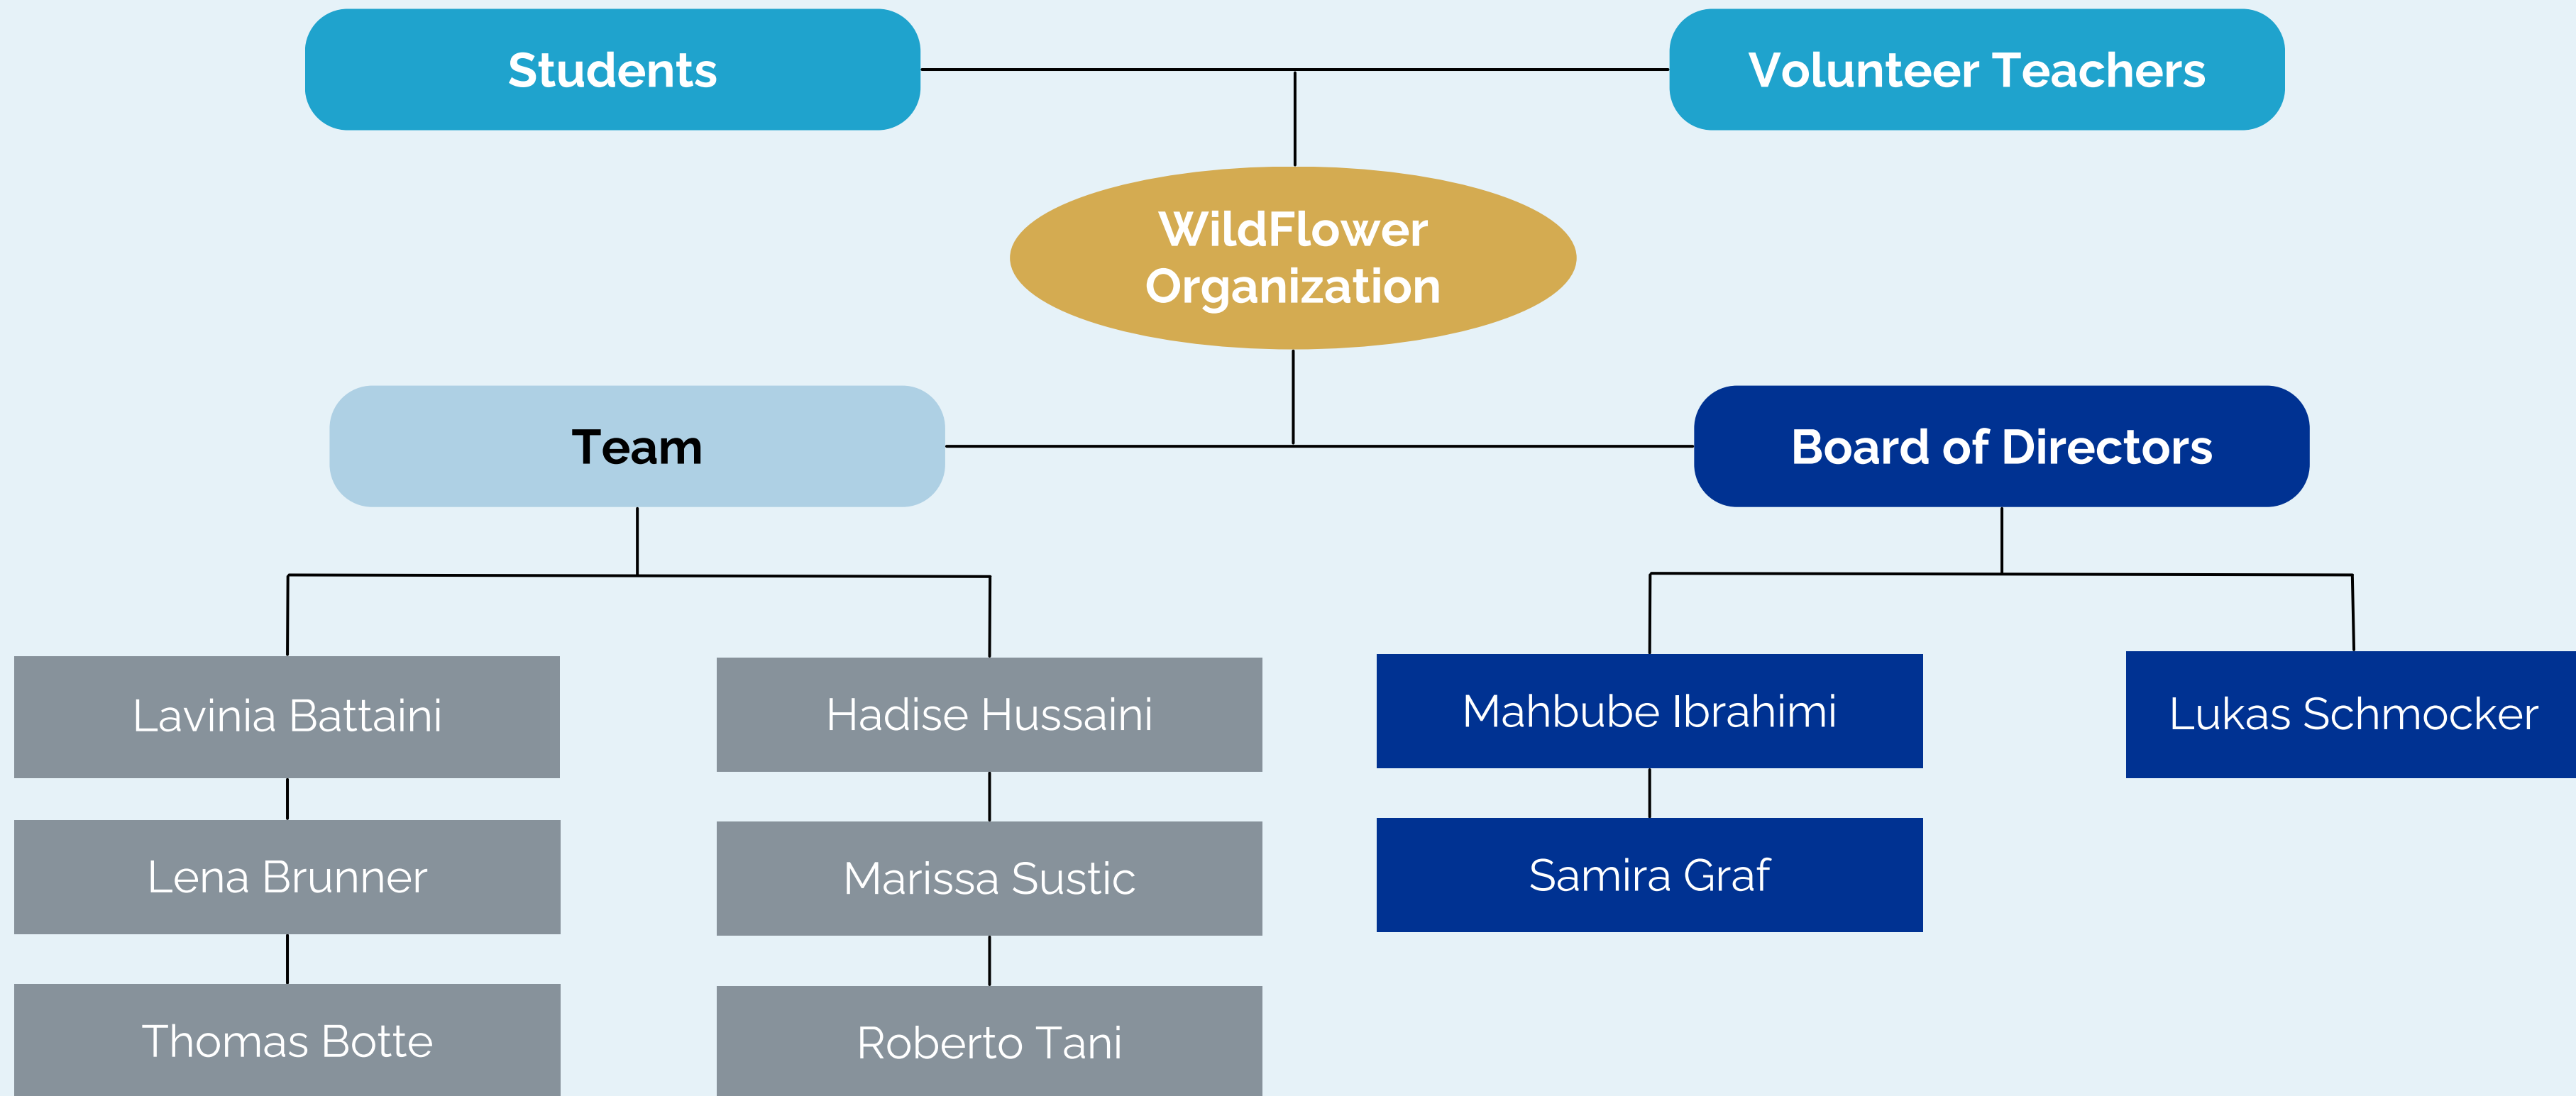 Students
Volunteer Teachers
WildFlower
Organization
Team
Board of Directors
Lavinia Battaini
Hadise Hussaini
Mahbube Ibrahimi
Lukas Schmocker
Lena Brunner
Marissa Sustic
Samira Graf
Thomas Botte
Roberto Tani